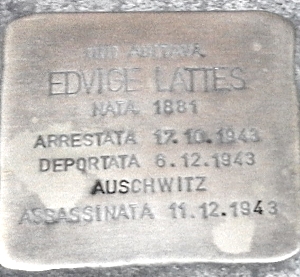 QUI ABITAVA
EDVIGE LATTES
NATA 1881
ARRESTATA 17.10.1943
DEPORTATA 6.12.1943
AUSCHWITZ
ASSASSINATA 11.12.1943